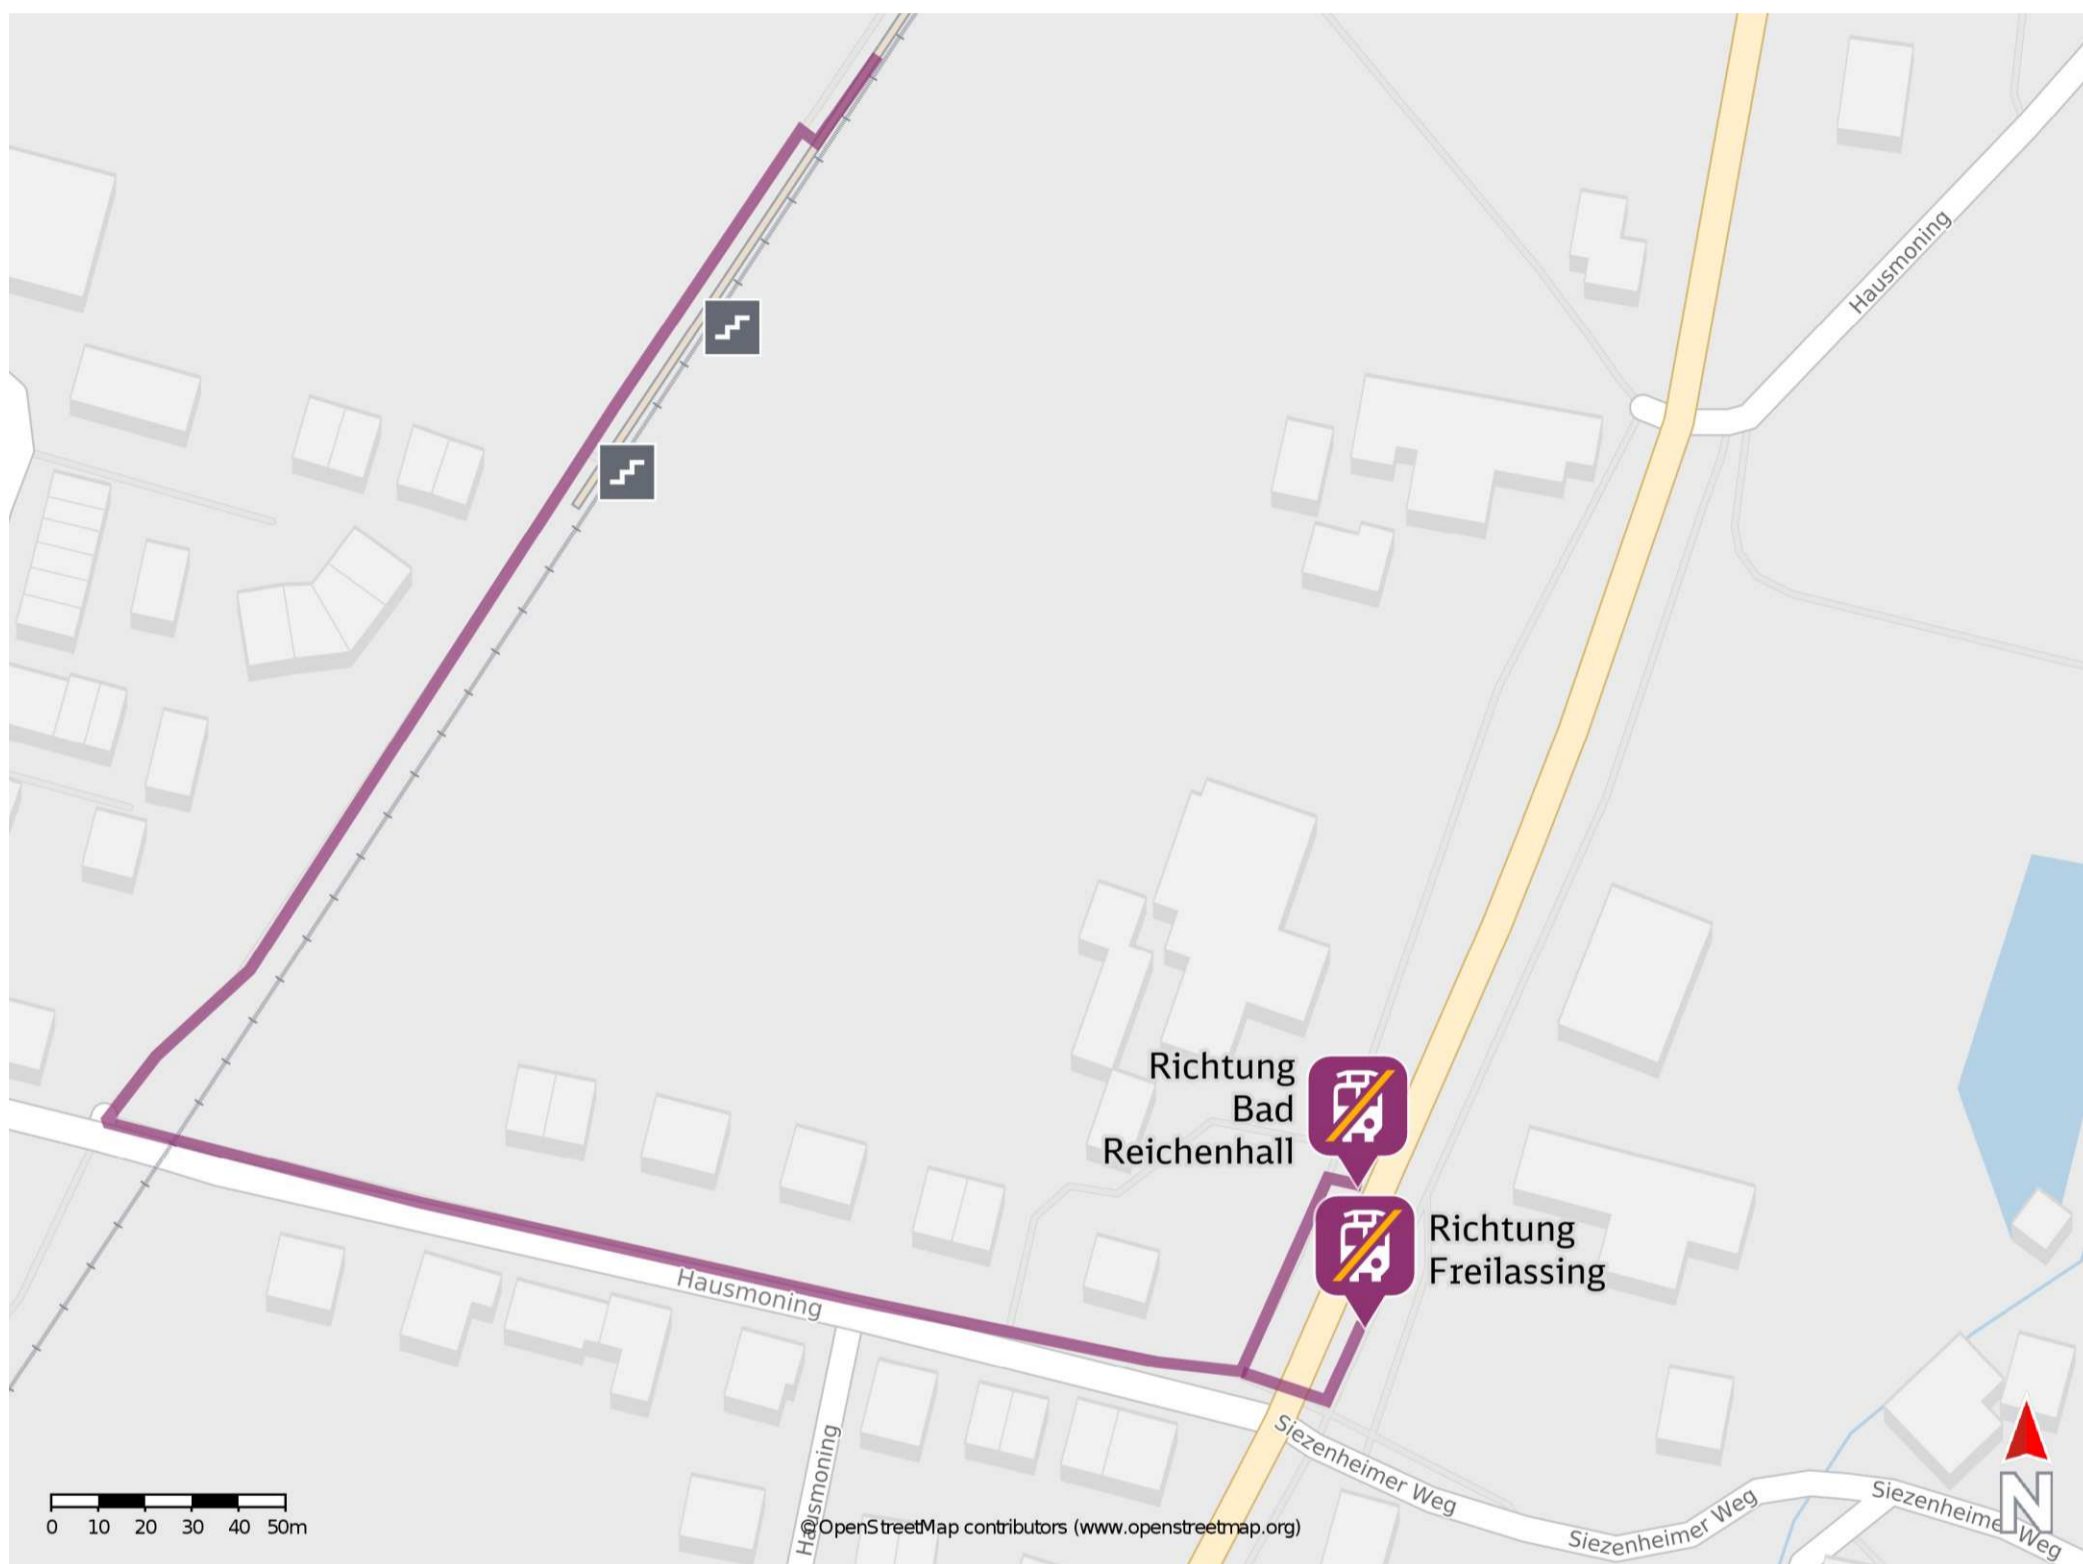 Hausmoning
Richtung
Bad
Reichenhall
Richtung
Freilassing
Hausmoning
Hausmoning
Siezenheimer Weg
Siezenheimer Weg
Siezenheimer Weg
N
0 10 20 30 40 50m
© OpenStreetMap contributors (www.openstreetmap.org)